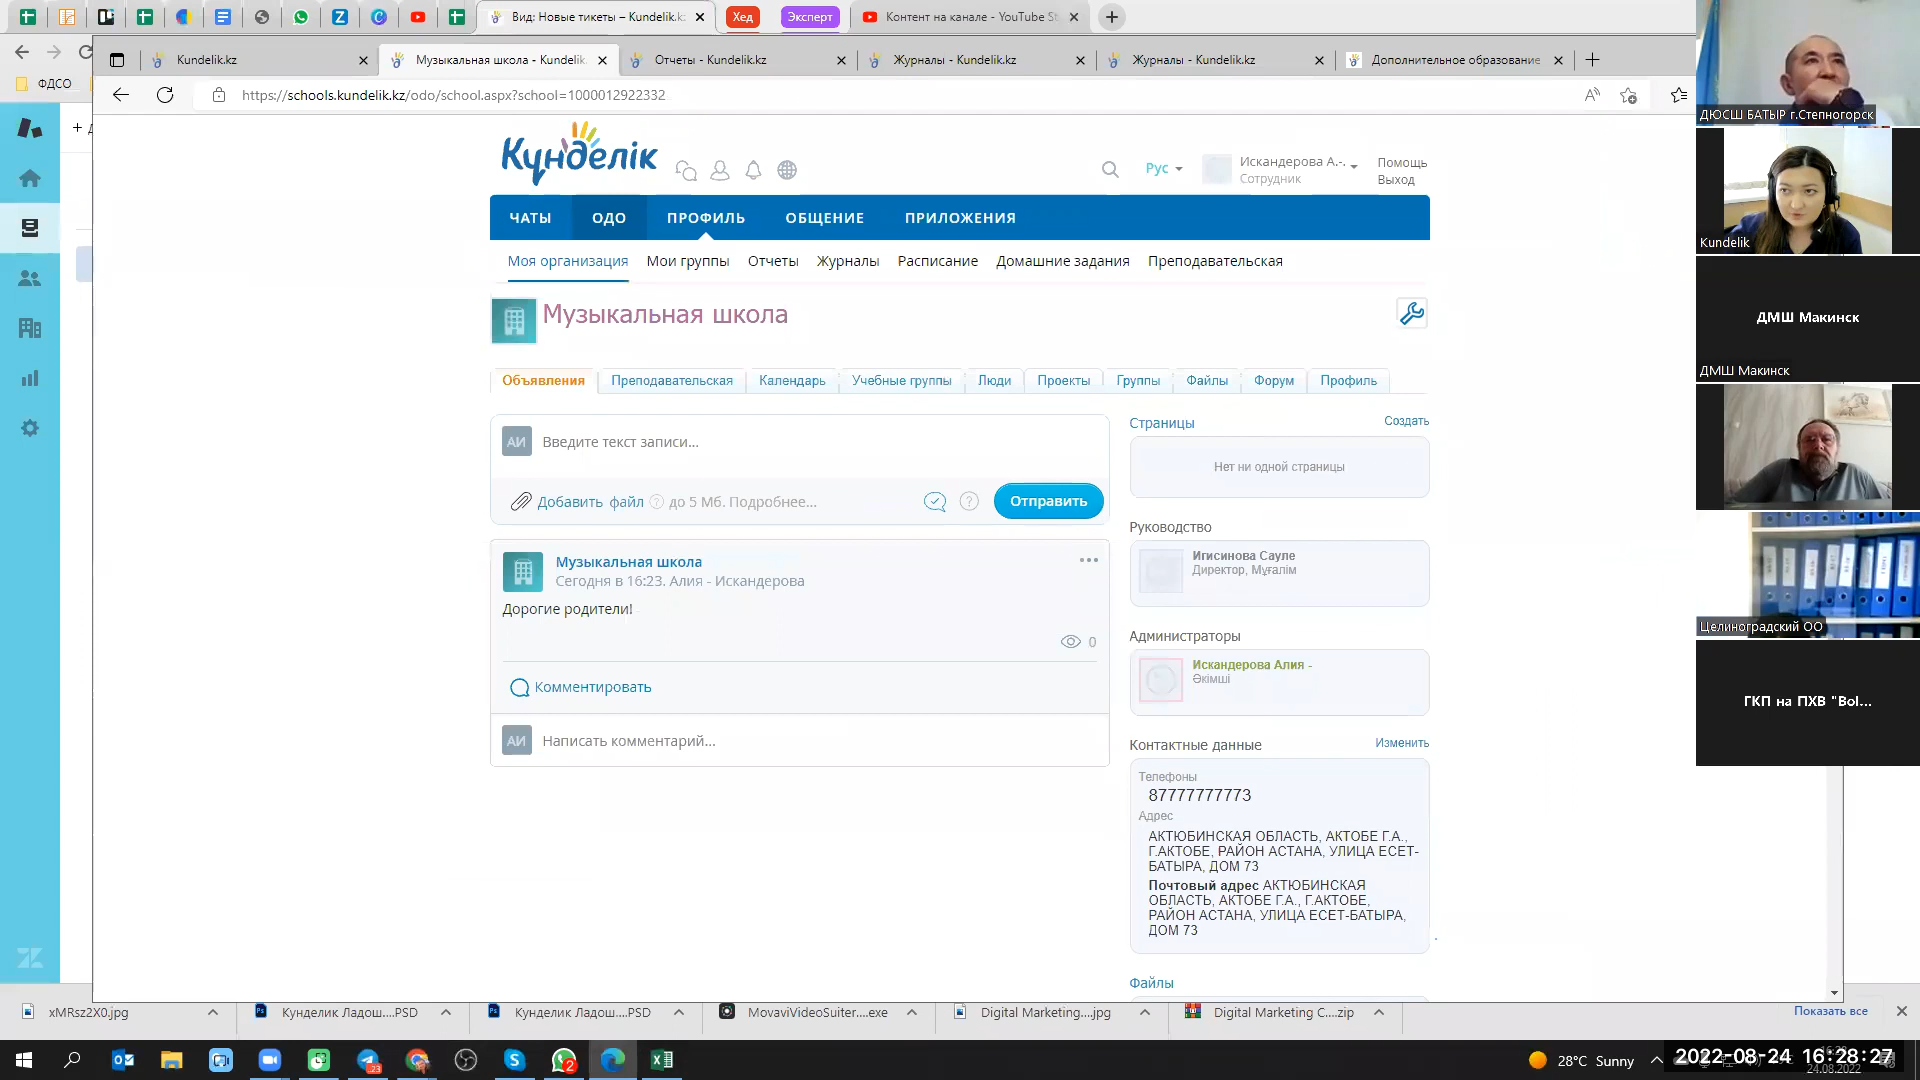 Вид: Новые тикеты – Kundelik.kz
Хед
Эксперт
Контент на канале - YouTube St
ФДСО
Kundelik.kz
Музыкальная школа - Kundelik.
Отчеты - Kundelik.kz
Журналы - Kundelik.kz
Журналы - Kundelik.kz
Дополнительное образование
https://schools.kundelik.kz/odo/school.aspx?school=1000012922332
Күнделік
Рус
Искандерова А.-.
Сотрудник
Помощь
Выход
ЧАТЫ
ОДО
ПРОФИЛЬ
ОБЩЕНИЕ
ПРИЛОЖЕНИЯ
Моя организация
Мои группы
Отчеты
Журналы
Расписание
Домашние задания
Преподавательская
Музыкальная школа
Объявления
Преподавательская
Календарь
Учебные группы
Люди
Проекты
Группы
Файлы
Форум
Профиль
АИ
Введите текст записи...
Добавить файл ? до 5 Мб. Подробнее...
?
Отправить
Музыкальная школа
Сегодня в 16:23. Алия - Искандерова
Дорогие родители!
0
Комментировать
АИ
Написать комментарий...
Страницы
Создать
Нет ни одной страницы
Руководство
Игисинова Сауле
Директор, Мұғалім
Администраторы
Искандерова Алия -
Әкімші
Контактные данные
Изменить
Телефоны
87777777773
Адрес
АКТЮБИНСКАЯ ОБЛАСТЬ, АКТОБЕ Г.А.,
Г.АКТОБЕ, РАЙОН АСТАНА, УЛИЦА ЕСЕТ-
БАТЫРА, ДОМ 73
Почтовый адрес АКТЮБИНСКАЯ
ОБЛАСТЬ, АКТОБЕ Г.А., Г.АКТОБЕ,
РАЙОН АСТАНА, УЛИЦА ЕСЕТ-БАТЫРА,
ДОМ 73
Файлы
ДЮСШ БАТЫР г.Степногорск
Kundelik
ДМШ Макинск
ДМШ Макинск
Целиноградский ОО
ГКП на ПХВ "Bol...
xMRsz2X0.jpg
Кунделик Ладош....PSD
Кунделик Ладош....PSD
MovaviVideoSuiter....exe
Digital Marketing....jpg
Digital Marketing C....zip
Показать все
28°C Sunny
2022-08-24 16:28:27
24.08.2022